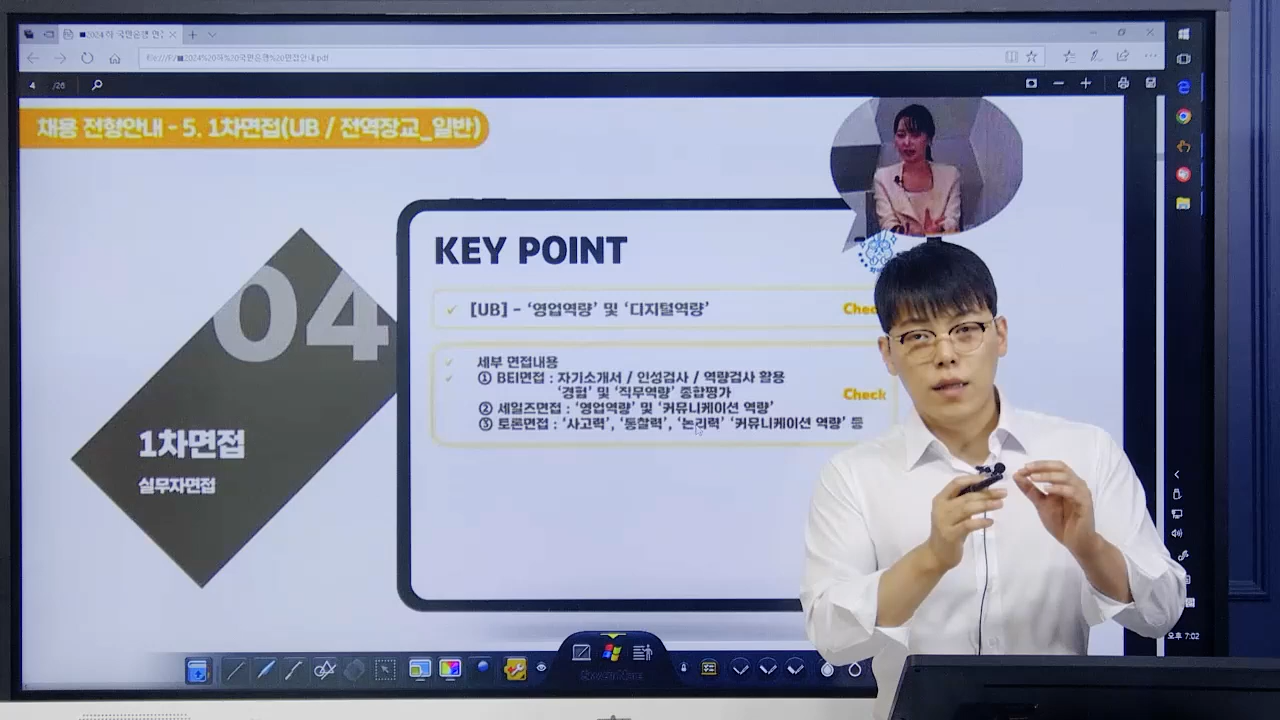 4 /26
채용 전형안내 - 5. 1차면접(UB / 전역장교_일반)
04
1차면접
실무자면접
KEY POINT
[UB] - ‘영업역량’ 및 ‘디지털역량’
세부 면접내용
① BEI면접 : 자기소개서 / 인성검사 / 역량검사 활용
‘경험’ 및 ‘직무역량’ 종합평가
Check
② 세일즈면접 : ‘영업역량’ 및 ‘커뮤니케이션 역량’
③ 토론면접 : ‘사고력’, ‘통찰력’, ‘논리력’ ‘커뮤니케이션 역량’ 등
오후 7:02